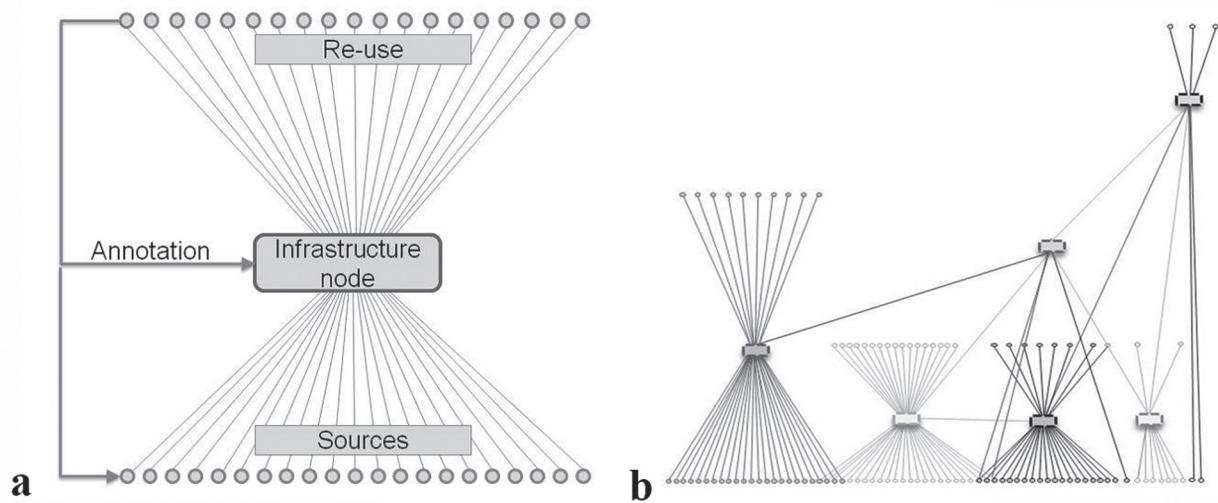 Re-use
Annotation
Infrastructure
node
Sources
a
b